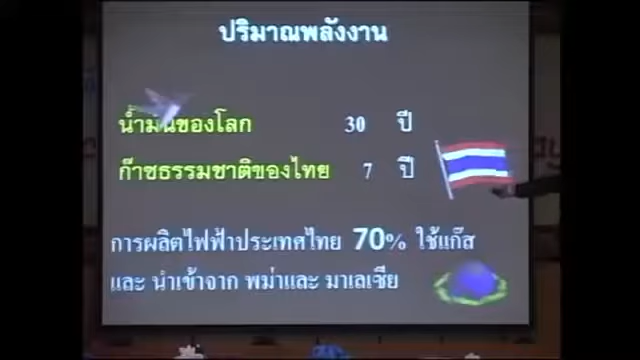 ปริมาณพลังงาน
น้ำมันของโลก 30 ปี
ก๊าซธรรมชาติของไทย 7 ปี
การผลิตไฟฟ้าประเทศไทย 70% ใช้แก๊ส
และ นำเข้าจาก พม่าและ มาเลเซีย